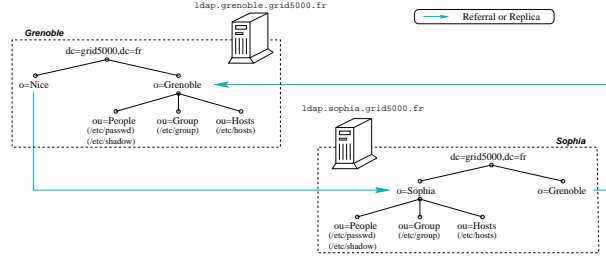 ldap.grenoble.grid5000.fr
Referral or Replica
Grenoble
dc=grid5000,dc=fr
o=Nice
o=Grenoble
ou=People
ou=Group
ou=Hosts
(/etc/passwd)
(/etc/group)
(/etc/hosts)
(/etc/shadow)
ldap.sophia.grid5000.fr
Sophia
dc=grid5000,dc=fr
o=Sophia
o=Grenoble
ou=People
ou=Group
ou=Hosts
(/etc/passwd)
(/etc/group)
(/etc/hosts)
(/etc/shadow)